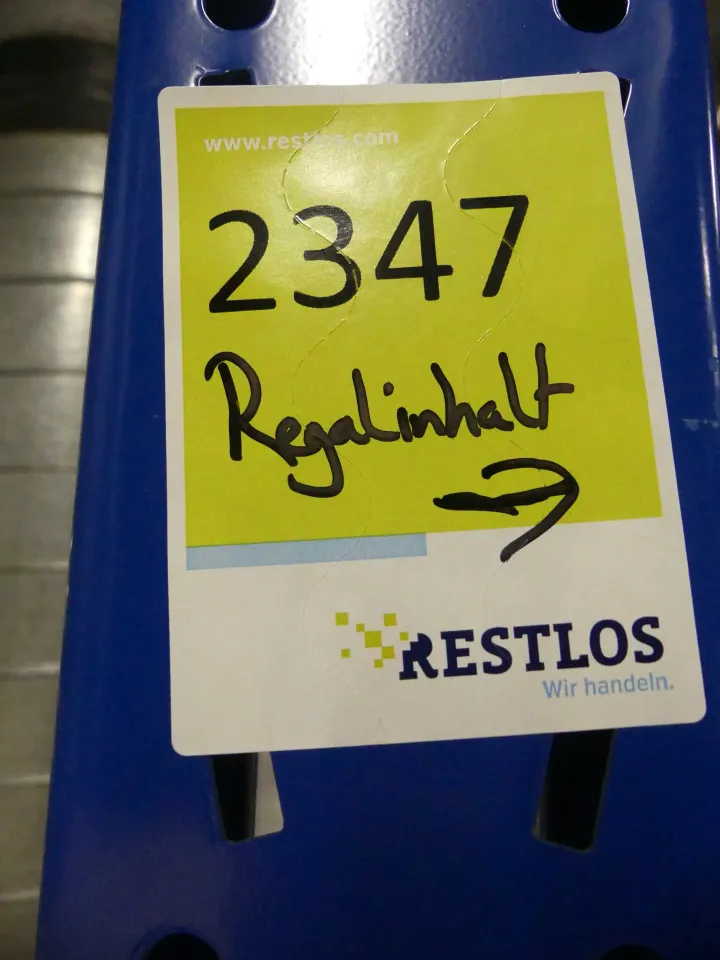 www.restlos.com
2347
Regalinhalt
→
RESTLOS
Wir handeln.